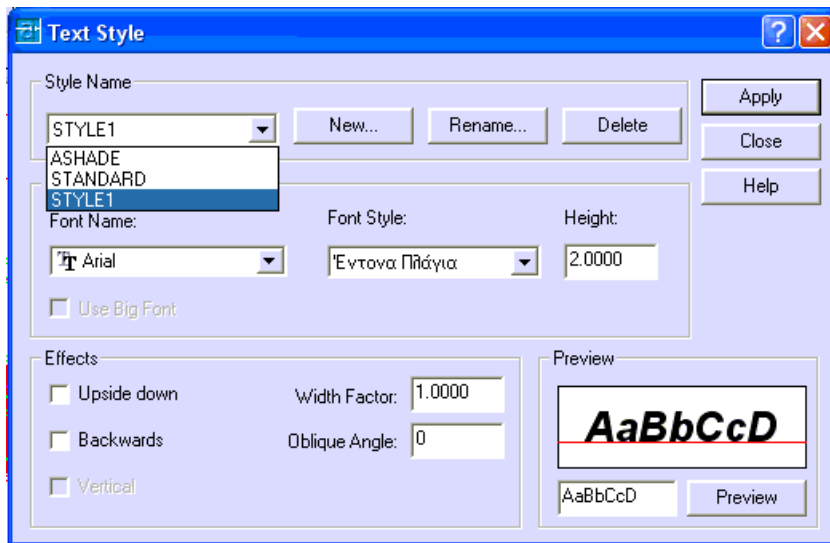 Text Style
Style Name
STYLE1
New...
Rename...
Delete
Apply
ASHADE
STANDARD
STYLE1
Close
Help
Font Name:
Font Style:
Height:
Arial
Έντονα Πλάγια
2.0000
Use Big Font
Effects
Upside down
Width Factor:
1.0000
Backwards
Oblique Angle:
0
Vertical
Preview
AaBbCcD
AaBbCcD
Preview